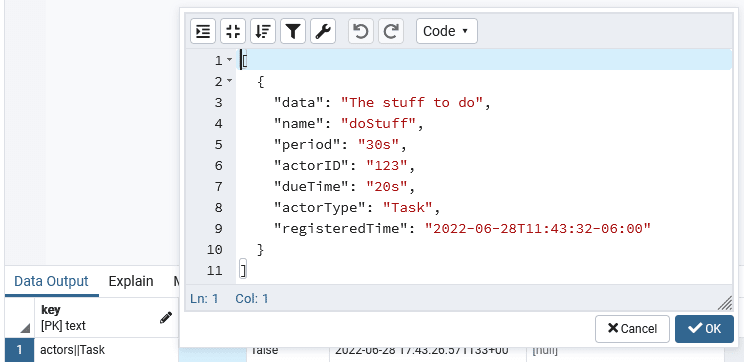 Code
1 [
2 {
3 "data": "The stuff to do",
4 "name": "doStuff",
5 "period": "30s",
6 "actorID": "123",
7 "dueTime": "20s",
8 "actorType": "Task",
9 "registeredTime": "2022-06-28T11:43:32-06:00"
10 }
11 ]
Ln: 1 Col: 1
Cancel OK
Data Output Explain
key
[PK] text
1 actors||Task false 2022-06-28 17:43:26.571133+00 [null]